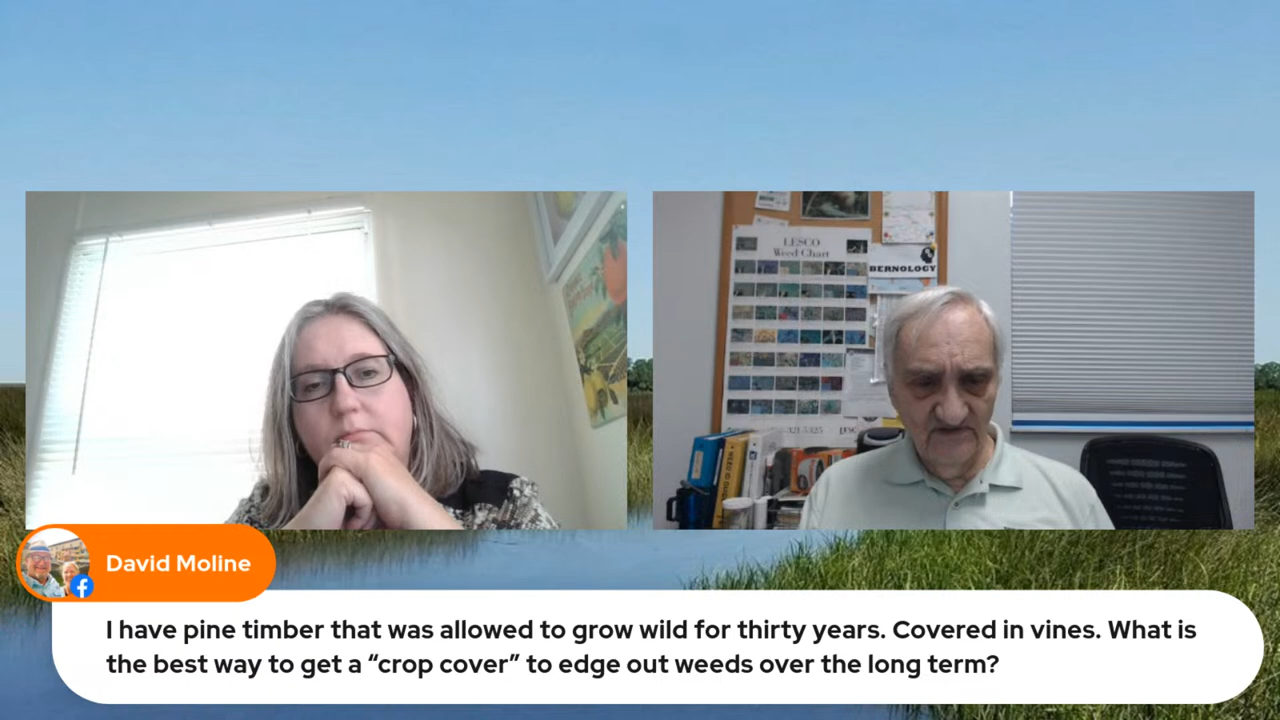 LESCO
Weed Chart
BERNOLOGY
David Moline
I have pine timber that was allowed to grow wild for thirty years. Covered in vines. What is
the best way to get a “crop cover” to edge out weeds over the long term?